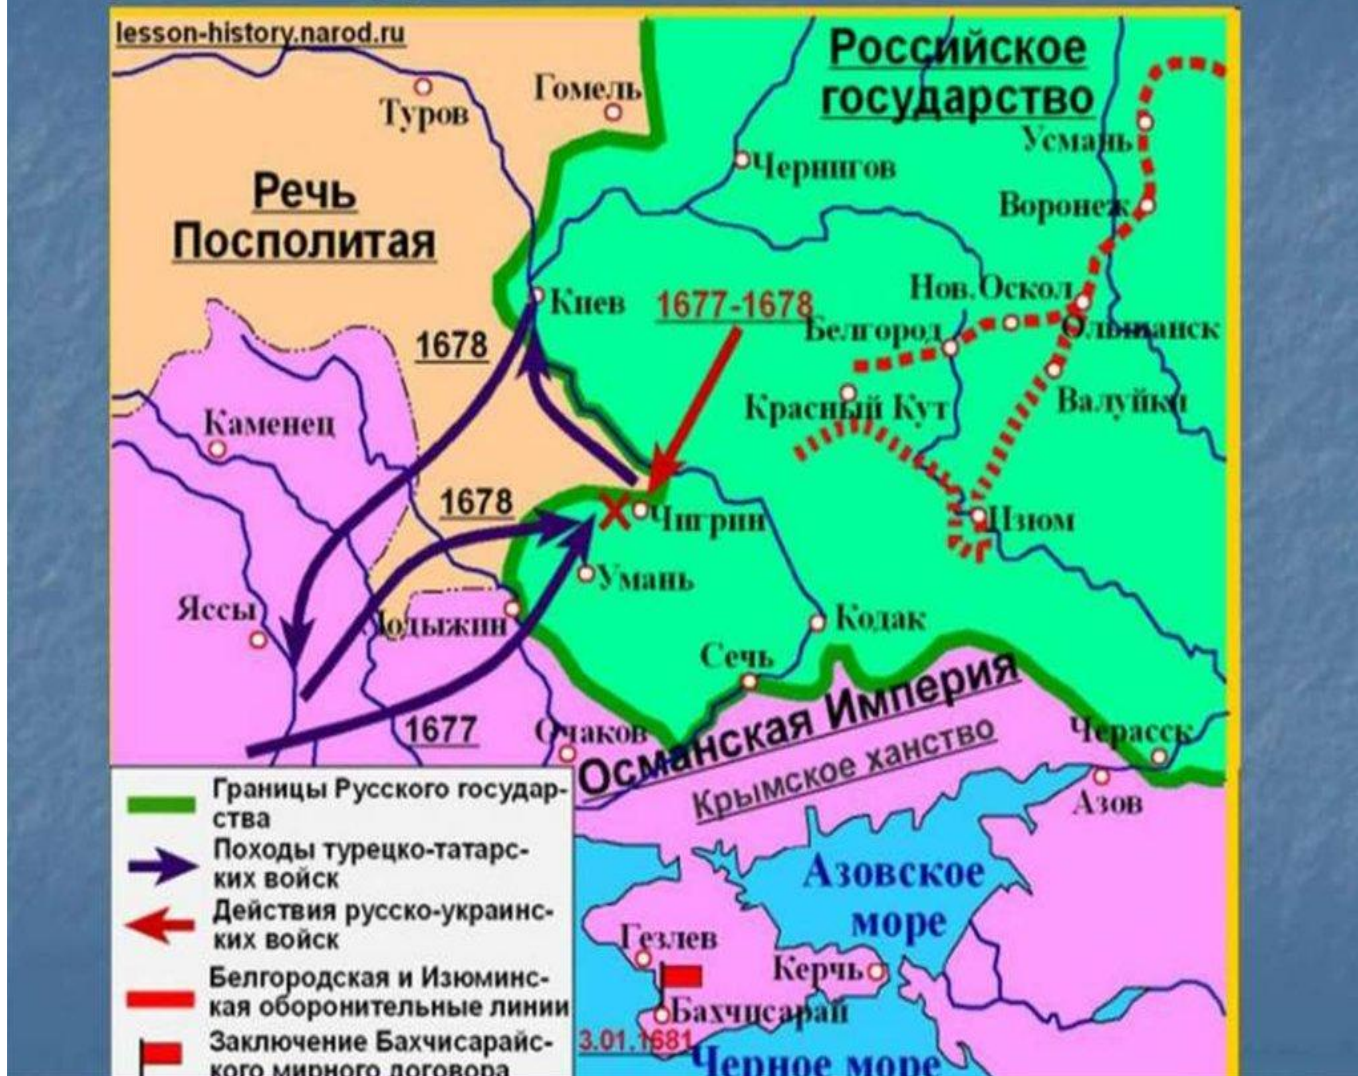 lesson-history.narod.ru
Российское
государство
Гомель
Туров
Усмань
Чернигов
Речь
Посполитая
Воронеж
Нов.Оскол
Киев
1677-1678
Белгород
Ольшанск
1678
Красный Кут
Валуйки
Каменец
1678
Чигрин
Изюм
Умань
Яссы
Лодыжин
Кодак
Сечь
Османская Империя
Крымское ханство
1677
Очаков
Черасск
Азов
Границы Русского государ-
ства
Походы турецко-татарс-
ких войск
Действия русско-украинс-
ких войск
Белгородская и Изюминс-
кая оборонительные линии
Заключение Бахчисарайс-
кого мирного договора
Азовское
море
Гезлев
Керчь
Бахчисарай
3.01.1681
Черное море